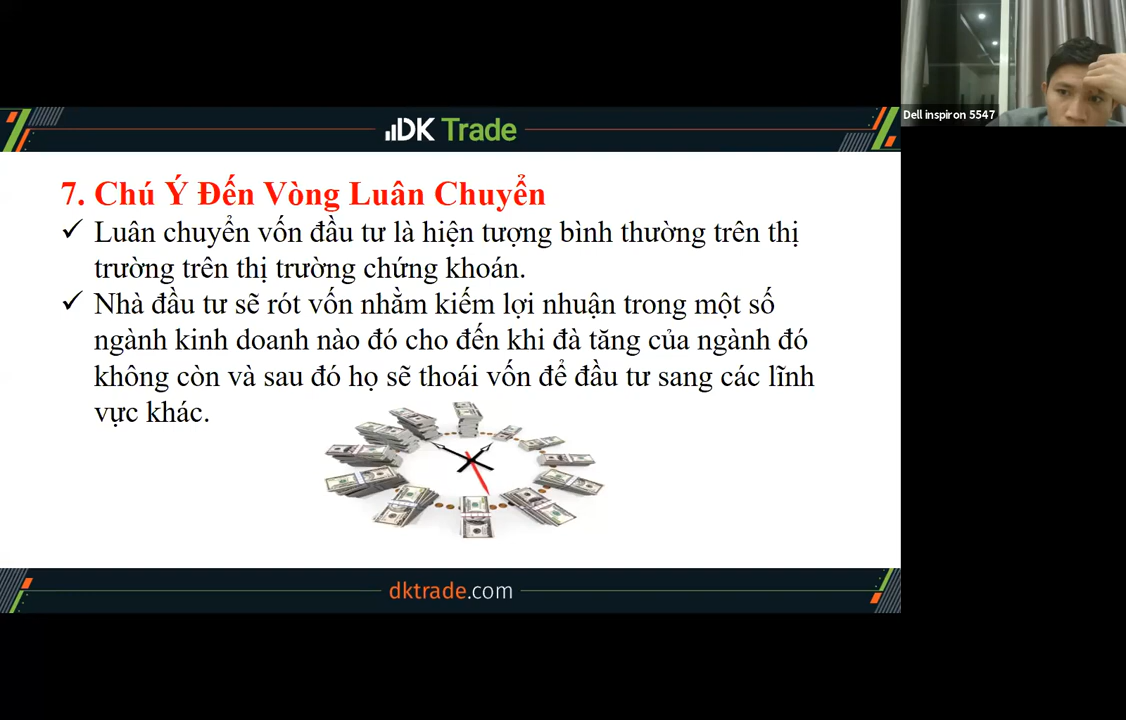 Dell inspiron 5547
DK Trade
7. Chú Ý Đến Vòng Luân Chuyển
✓ Luân chuyển vốn đầu tư là hiện tượng bình thường trên thị
trường trên thị trường chứng khoán.
✓ Nhà đầu tư sẽ rót vốn nhằm kiếm lợi nhuận trong một số
ngành kinh doanh nào đó cho đến khi đà tăng của ngành đó
không còn và sau đó họ sẽ thoái vốn để đầu tư sang các lĩnh
vực khác.
dktrade.com